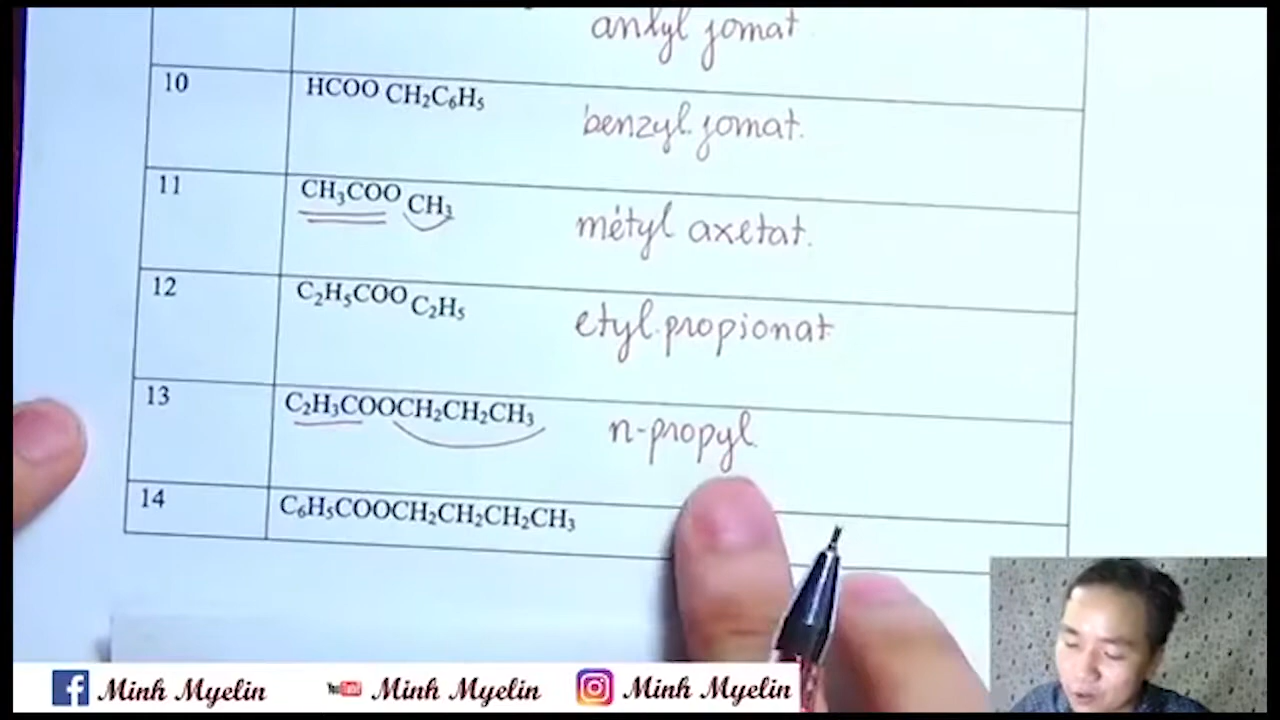 anlyl fomat
10 HCOO CH₂C₆H₅ benzyl fomat.
11 CH₃COO CH₃ métyl axetat.
12 C₂H₅COO C₂H₅ etyl propionat
13 C₂H₃COOCH₂CH₂CH₃ n-propyl
14 C₆H₅COOCH₂CH₂CH₂CH₃
f Minh Myelin YouTube Minh Myelin Minh Myelin